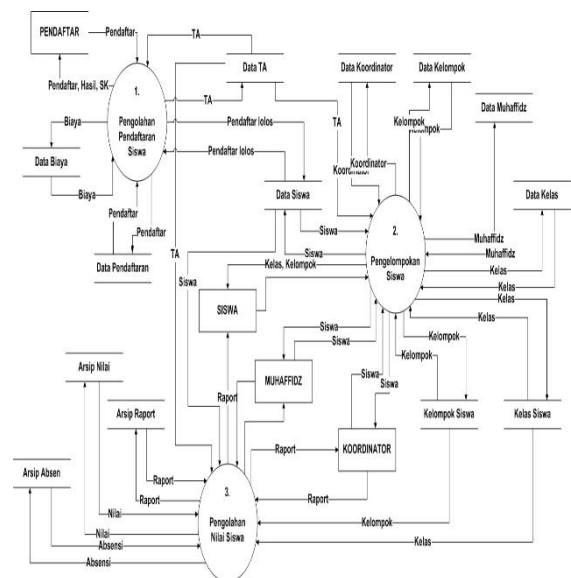 PENDAFTAR
Pendaftar
TA
Data TA
Data Koordinator
Data Kelompok
Pendaftar, Hasil, SK
1.
Pengolahan
Pendaftaran
Siswa
TA
Kelompok
Kelompok
Data Muhaffidz
Biaya
Pendaftar lolos
TA
Data Biaya
Pendaftar lolos
Koordinator
Koordinator
Biaya
Data Siswa
Data Kelas
Pendaftar
Pendaftar
Siswa
2.
Pengelompokan
Siswa
Muhaffidz
Muhaffidz
Data Pendaftaran
TA
Siswa
Kelas, Kelompok
Kelas
Kelas
Siswa
SISWA
Kelas
Kelas
Siswa
Siswa
Kelompok
Kelompok
Arsip Nilai
MUHAFFIDZ
Siswa
Siswa
Raport
Arsip Raport
Kelompok Siswa
Kelas Siswa
KOORDINATOR
Raport
Arsip Absen
Raport
Raport
3.
Pengolahan
Nilai Siswa
Raport
Nilai
Kelompok
Nilai
Absensi
Kelas
Absensi